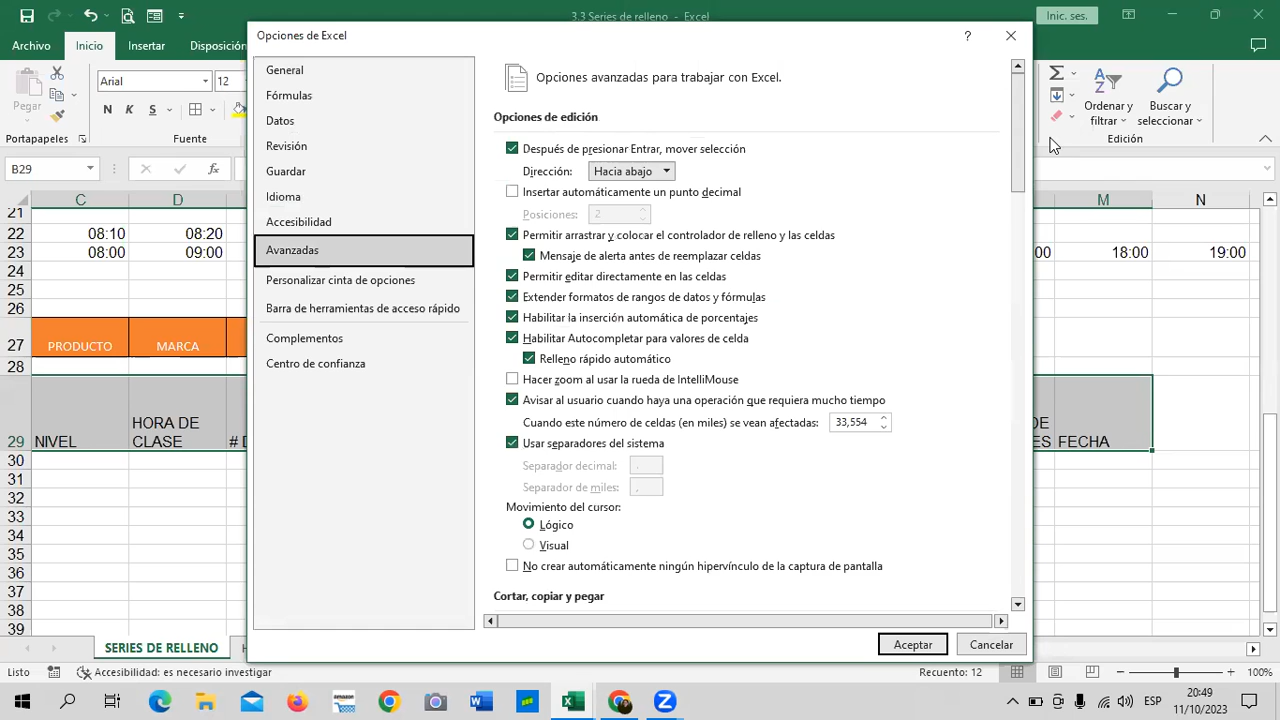 3.3 Series de relleno - Excel
Inic. ses.
Opciones de Excel
?
Archivo
Inicio
Insertar
Disposición
General
Fórmulas
Datos
Revisión
Guardar
Idioma
Accesibilidad
Avanzadas
Personalizar cinta de opciones
Barra de herramientas de acceso rápido
Complementos
Centro de confianza
Opciones avanzadas para trabajar con Excel.
Opciones de edición
Después de presionar Entrar, mover selección
Dirección: Hacia abajo
Insertar automáticamente un punto decimal
Posiciones: 2
Permitir arrastrar y colocar el controlador de relleno y las celdas
Mensaje de alerta antes de reemplazar celdas
Permitir editar directamente en las celdas
Extender formatos de rangos de datos y fórmulas
Habilitar la inserción automática de porcentajes
Habilitar Autocompletar para valores de celda
Relleno rápido automático
Hacer zoom al usar la rueda de IntelliMouse
Avisar al usuario cuando haya una operación que requiera mucho tiempo
Cuando este número de celdas (en miles) se vean afectadas: 33,554
Usar separadores del sistema
Separador decimal: .
Separador de miles: ,
Movimiento del cursor:
Lógico
Visual
No crear automáticamente ningún hipervínculo de la captura de pantalla
Cortar, copiar y pegar
Aceptar
Cancelar
Pegar
Arial 12
N K S
Portapapeles
Fuente
Ordenar y filtrar
Buscar y seleccionar
Edición
B29
fx
C D M N
21
22 08:10 08:20
23 08:00 09:00 00 18:00 19:00
24
25
26
27 PRODUCTO MARCA
28
29 NIVEL HORA DE CLASE # D DE ES FECHA
30
31
32
33
34
35
36
37
38
39
SERIES DE RELLENO
Listo
Accesibilidad: es necesario investigar
Recuento: 12
100%
amazon
ESP
20:49
11/10/2023